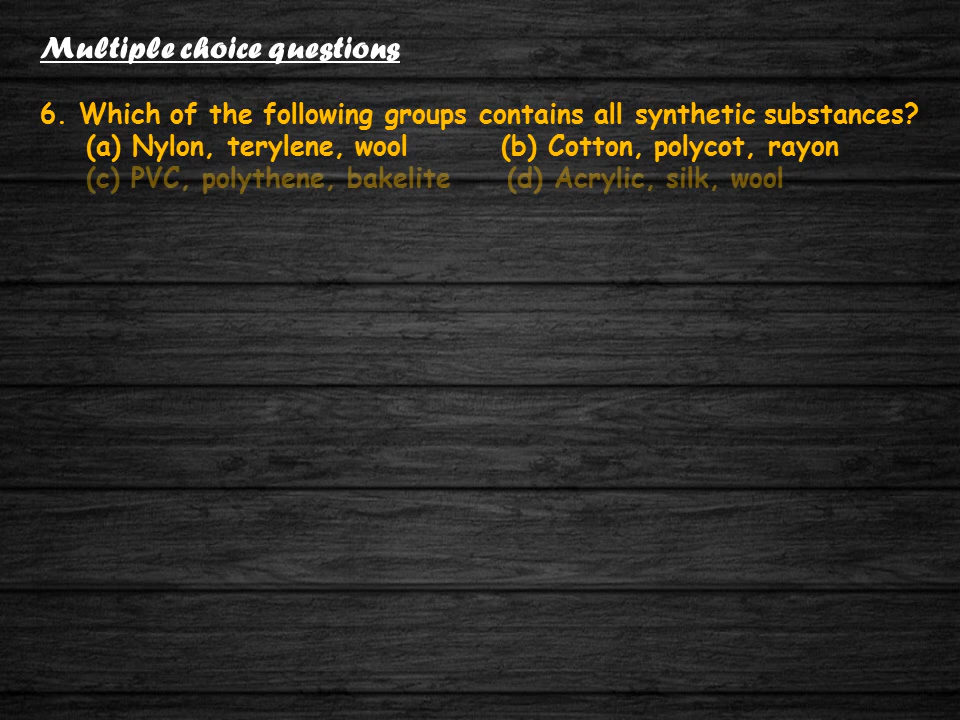 Multiple choice questions
6. Which of the following groups contains all synthetic substances?
(a) Nylon, terylene, wool (b) Cotton, polycot, rayon
(c) PVC, polythene, bakelite (d) Acrylic, silk, wool